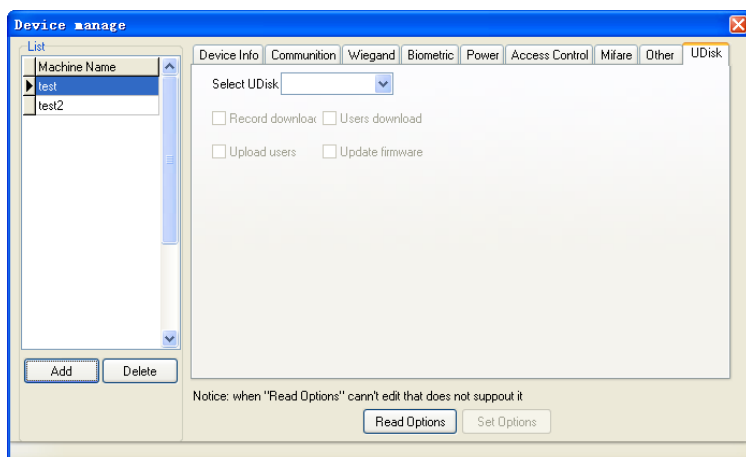 Device manage
List
Machine Name
test
test2
Add Delete
Device Info Communition Wiegand Biometric Power Access Control Mifare Other UDisk
Select UDisk
Record downloac Users download
Upload users Update firmware
Notice: when "Read Options" cann't edit that does not suppout it
Read Options Set Options